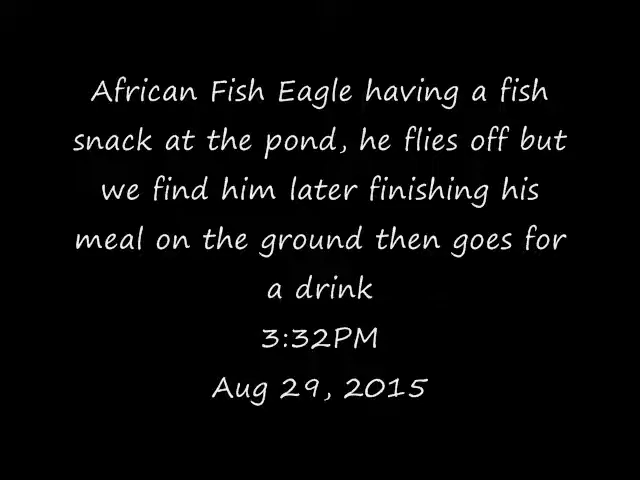 African Fish Eagle having a fish
snack at the pond, he flies off but
we find him later finishing his
meal on the ground then goes for
a drink
3:32PM
Aug 29, 2015